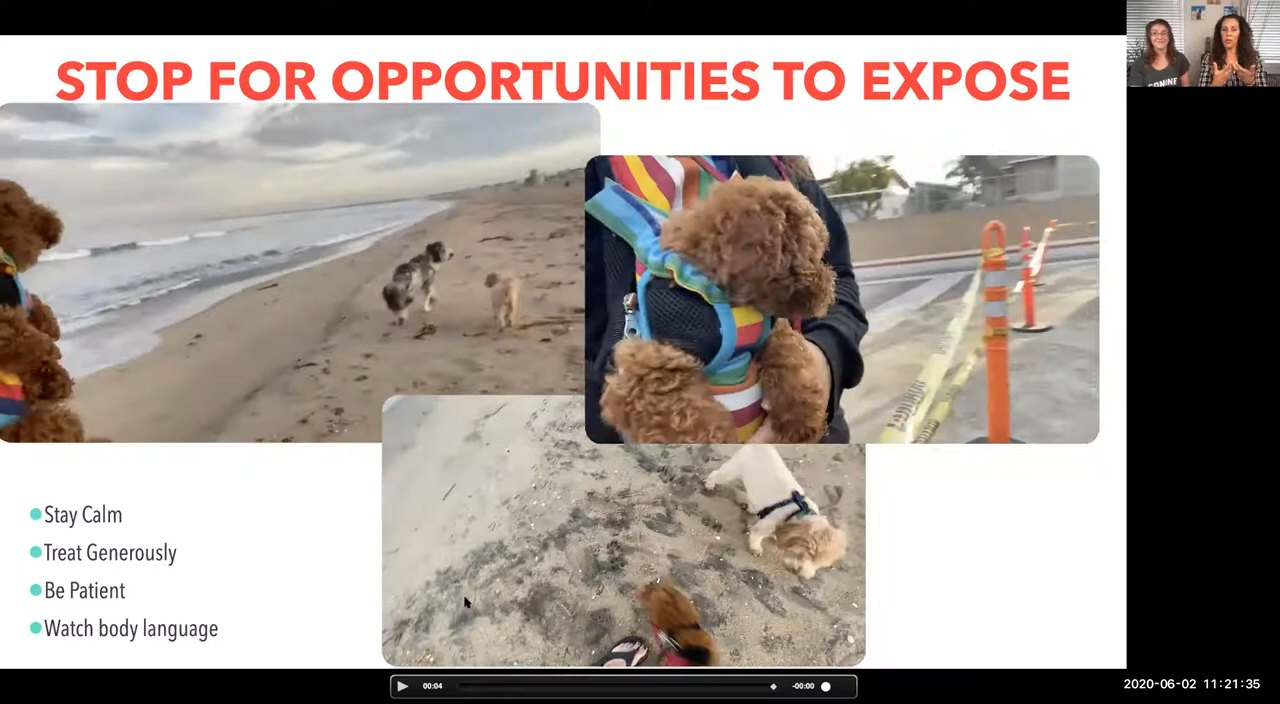 STOP FOR OPPORTUNITIES TO EXPOSE
Stay Calm
Treat Generously
Be Patient
Watch body language
00:04
-00:00
2020-06-02 11:21:35